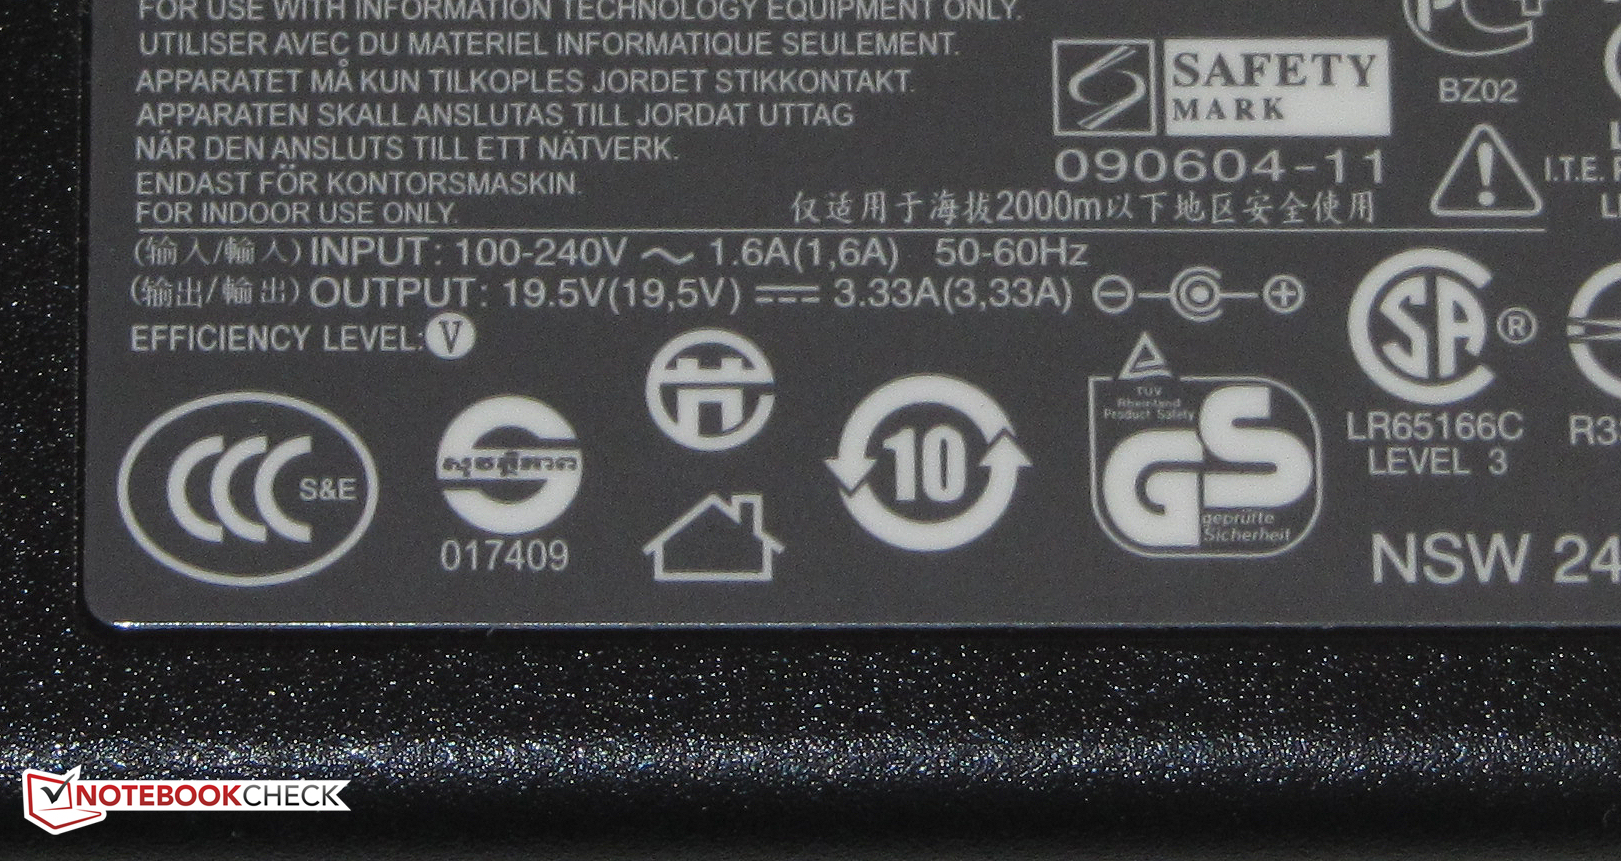 FOR USE WITH INFORMATION TECHNOLOGY EQUIPMENT ONLY.
UTILISER AVEC DU MATERIEL INFORMATIQUE SEULEMENT.
APPARATET MÅ KUN TILKOPLES JORDET STIKKONTAKT.
APPARATEN SKALL ANSLUTAS TILL JORDAT UTTAG
NÄR DEN ANSLUTS TILL ETT NÄTVERK.
ENDAST FÖR KONTORSMASKIN.
FOR INDOOR USE ONLY.
SAFETY
MARK
090604-11
仅适用于海拔2000m以下地区安全使用
BZ02
I.T.E.
(输入/輸入) INPUT: 100-240V ~ 1.6A(1,6A) 50-60Hz
(输出/輸出) OUTPUT: 19.5V(19,5V) ⎓ 3.33A(3,33A)
EFFICIENCY LEVEL: V
CCC S&E
017409
10
TÜV
Rheinland
Product Safety
GS
geprüfte
Sicherheit
SA ®
LR65166C
LEVEL 3
NSW 24
NOTEBOOKCHECK